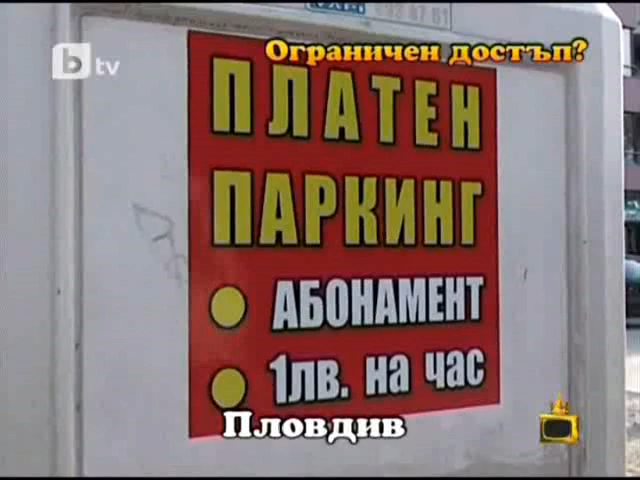 Ограничен достъп?
btv
ПЛАТЕН
ПАРКИНГ
АБОНАМЕНТ
1лв. на час
Пловдив